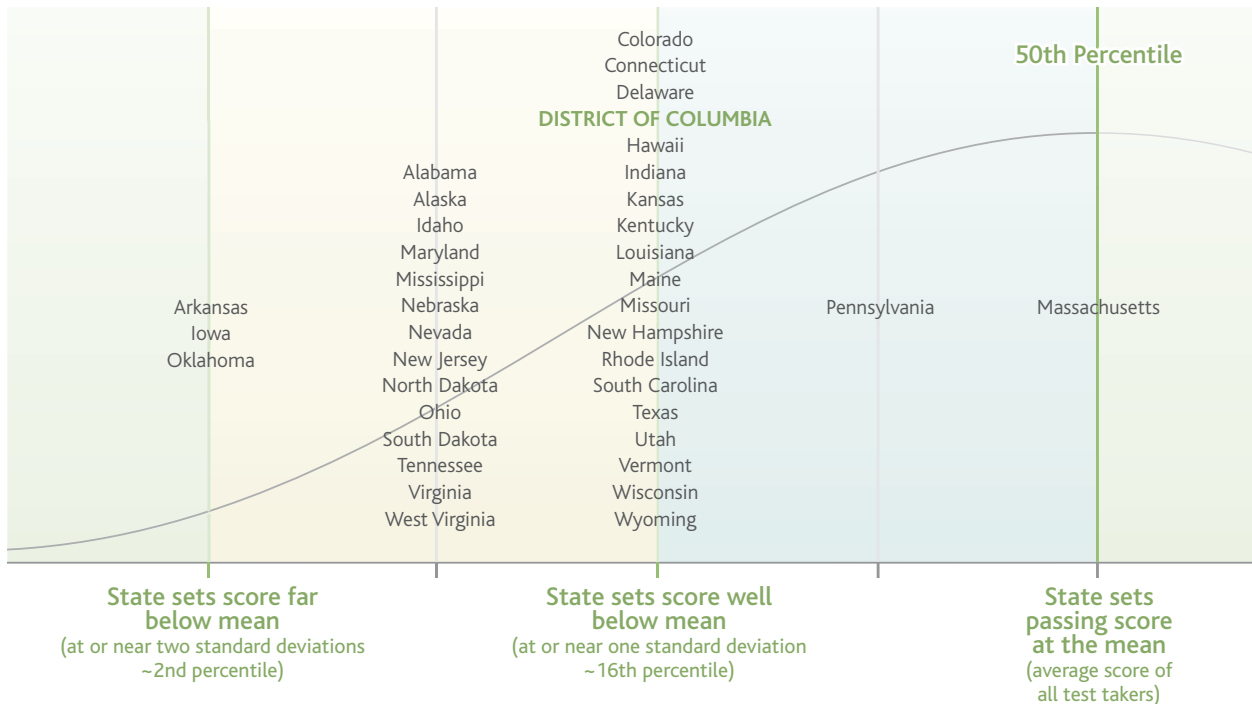 50th Percentile
Arkansas
Iowa
Oklahoma
Alabama
Alaska
Idaho
Maryland
Mississippi
Nebraska
Nevada
New Jersey
North Dakota
Ohio
South Dakota
Tennessee
Virginia
West Virginia
Colorado
Connecticut
Delaware
DISTRICT OF COLUMBIA
Hawaii
Indiana
Kansas
Kentucky
Louisiana
Maine
Missouri
New Hampshire
Rhode Island
South Carolina
Texas
Utah
Vermont
Wisconsin
Wyoming
Pennsylvania
Massachusetts
State sets score far
below mean
(at or near two standard deviations
~2nd percentile)
State sets score well
below mean
(at or near one standard deviation
~16th percentile)
State sets
passing score
at the mean
(average score of
all test takers)